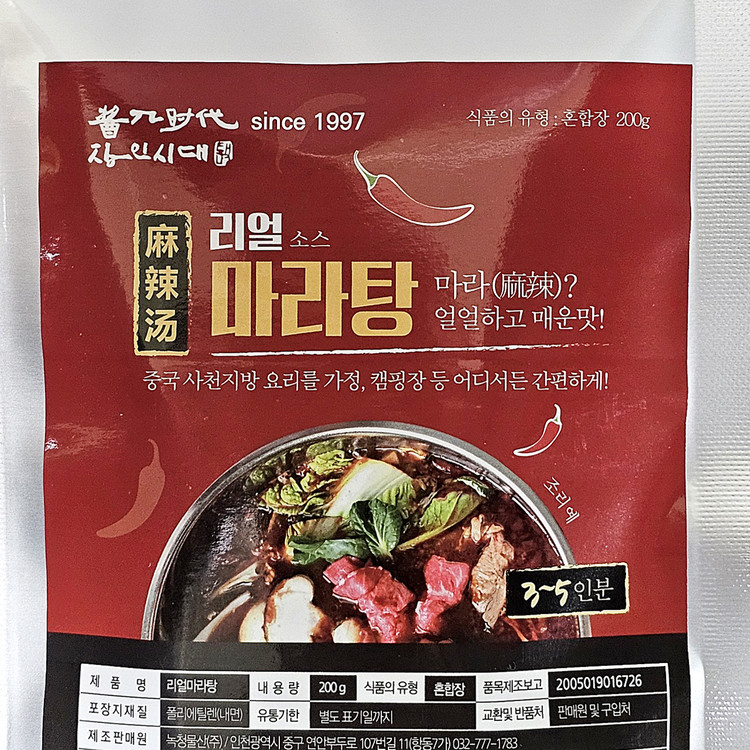 醬人时代 since 1997
장인시대
식품의 유형 : 혼합장 200g
麻辣汤
리얼 소스
마라탕
마라(麻辣)?
얼얼하고 매운맛!
중국 사천지방 요리를 가정, 캠핑장 등 어디서든 간편하게!
조리예
3~5인분
제 품 명 리얼마라탕 내 용 량 200 g 식품의 유형 혼합장 품목제조보고 2005019016726
포장지재질 폴리에틸렌(내면) 유통기한 별도 표기일까지 교환및 반품처 판매원 및 구입처
제조판매원 녹청물산(주) / 인천광역시 중구 연안부두로 107번길 11(항동7가) 032-777-1783